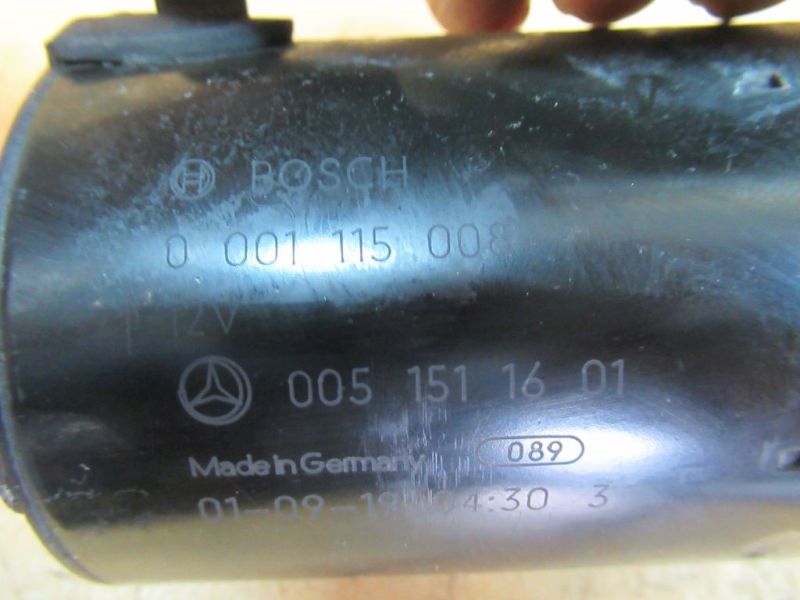 BOSCH
0 001 115 008
12V
005 151 16 01
Made in Germany 089
01-09-19 04:30 3